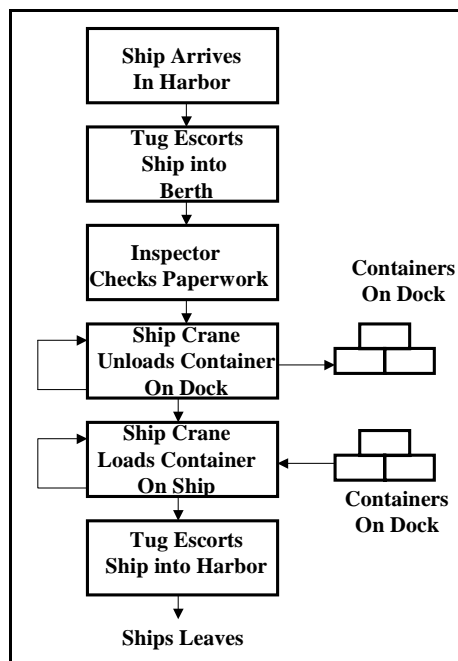 Ship Arrives
In Harbor
Tug Escorts
Ship into
Berth
Inspector
Checks Paperwork
Containers
On Dock
Ship Crane
Unloads Container
On Dock
Ship Crane
Loads Container
On Ship
Containers
On Dock
Tug Escorts
Ship into Harbor
Ships Leaves